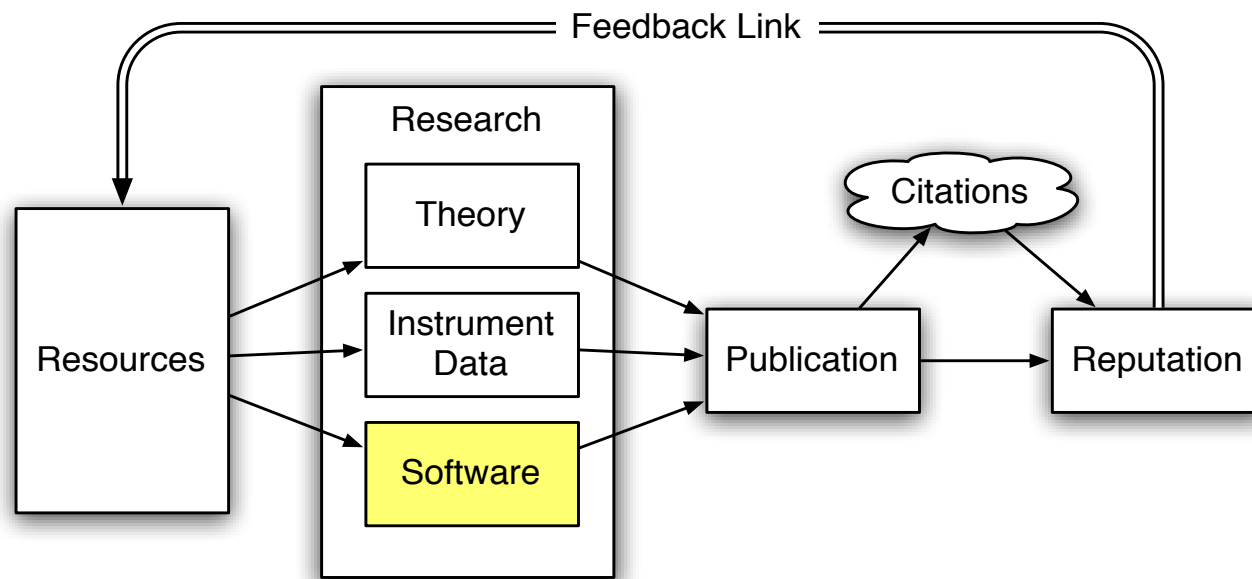 Feedback Link
Research
Theory
Citations
Resources
Instrument
Data
Publication
Reputation
Software